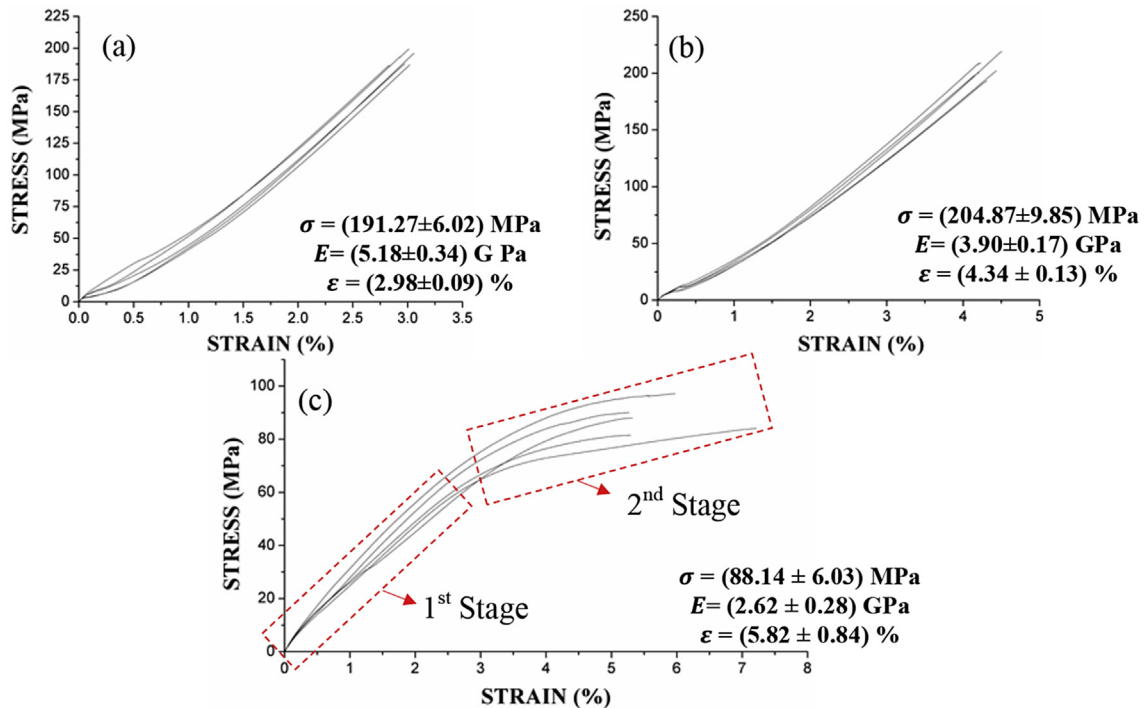 (a)
STRESS (MPa)
200
175
150
125
100
75
50
25
0
0.0 0.5 1.0 1.5 2.0 2.5 3.0 3.5
STRAIN (%)
σ = (191.27±6.02) MPa
E= (5.18±0.34) G Pa
ε = (2.98±0.09) %
(b)
STRESS (MPa)
250
200
150
100
50
0
0 1 2 3 4 5
STRAIN (%)
σ = (204.87±9.85) MPa
E= (3.90±0.17) GPa
ε = (4.34 ± 0.13) %
(c)
STRESS (MPa)
100
80
60
40
20
0
0 1 2 3 4 5 6 7 8
STRAIN (%)
2nd Stage
1st Stage
σ = (88.14 ± 6.03) MPa
E= (2.62 ± 0.28) GPa
ε = (5.82 ± 0.84) %